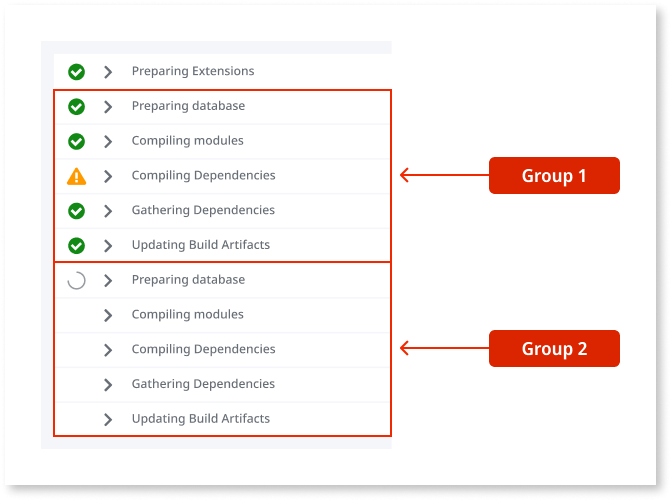 Preparing Extensions
Preparing database
Compiling modules
Compiling Dependencies
Group 1
Gathering Dependencies
Updating Build Artifacts
Preparing database
Compiling modules
Compiling Dependencies
Group 2
Gathering Dependencies
Updating Build Artifacts